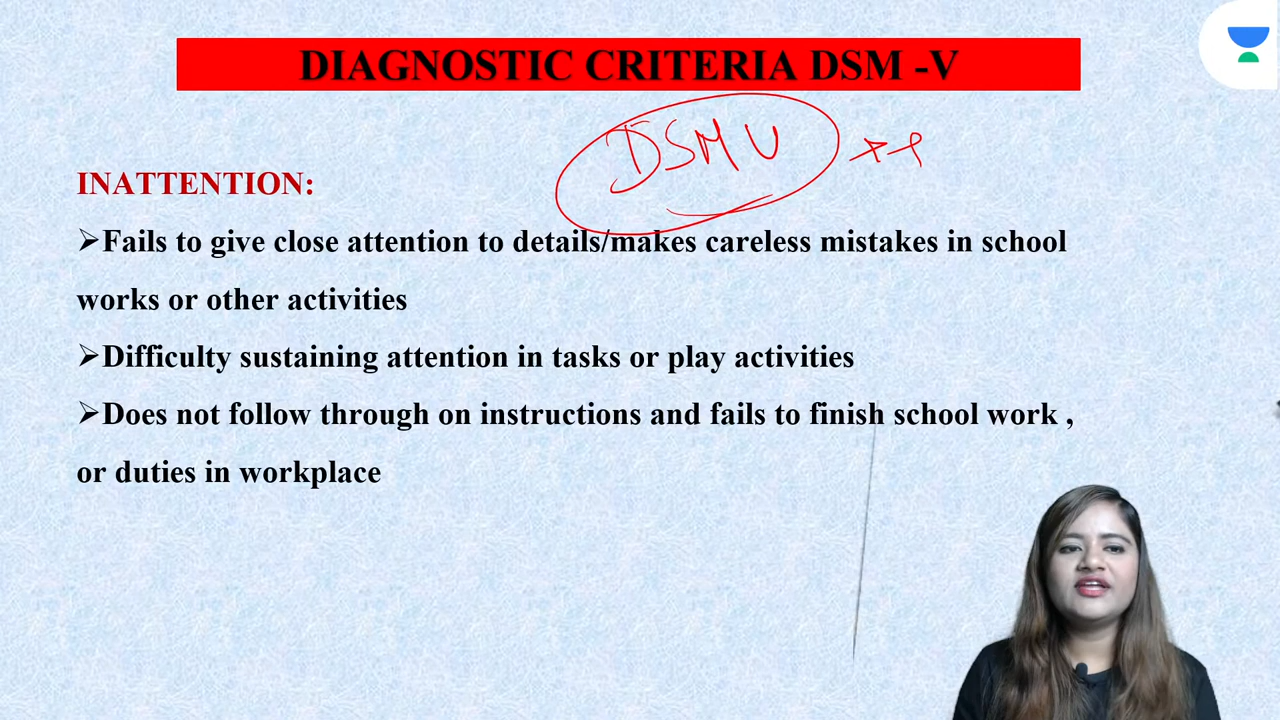 DIAGNOSTIC CRITERIA DSM -V
DSM V
INATTENTION:
➢Fails to give close attention to details/makes careless mistakes in school
works or other activities
➢Difficulty sustaining attention in tasks or play activities
➢Does not follow through on instructions and fails to finish school work ,
or duties in workplace